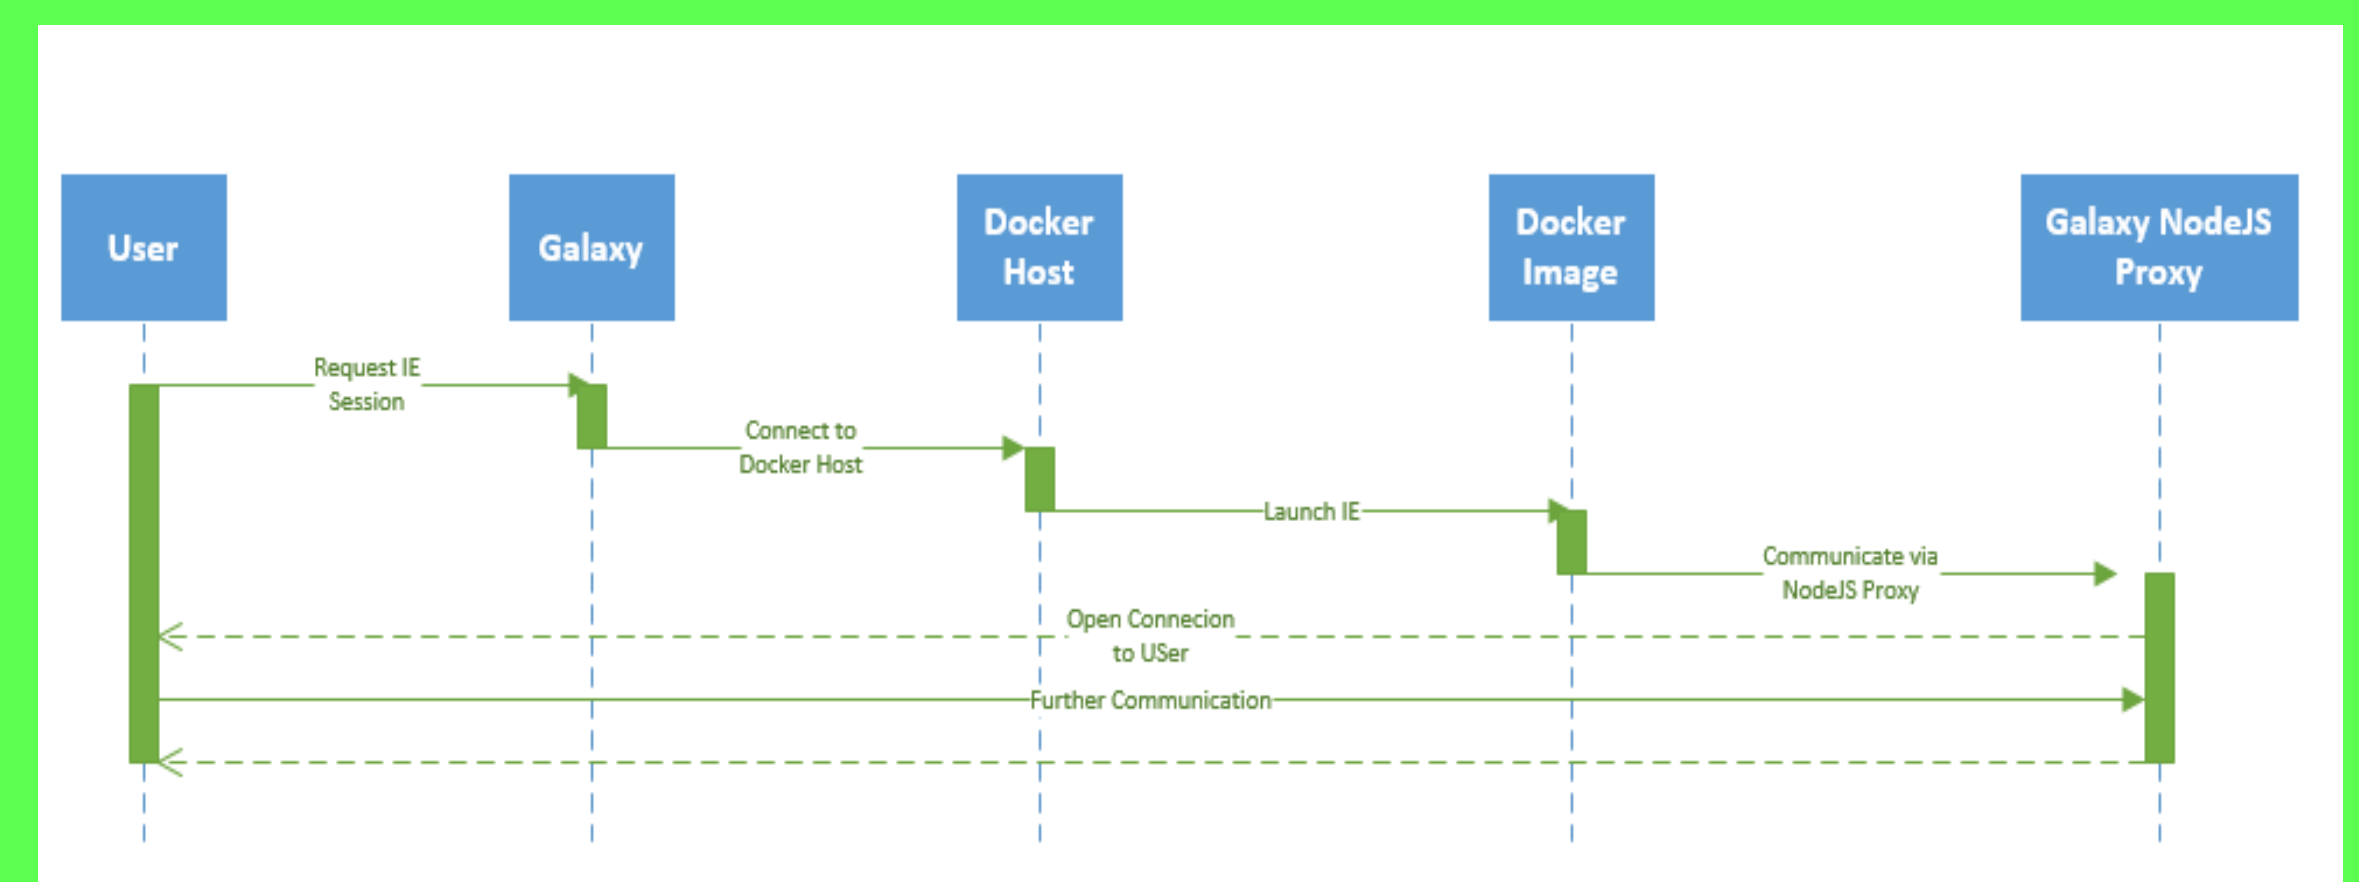 User
Galaxy
Docker
Host
Docker
Image
Galaxy NodeJS
Proxy
Request IE
Session
Connect to
Docker Host
Launch IE
Communicate via
NodeJS Proxy
Open Connecion
to USer
Further Communication